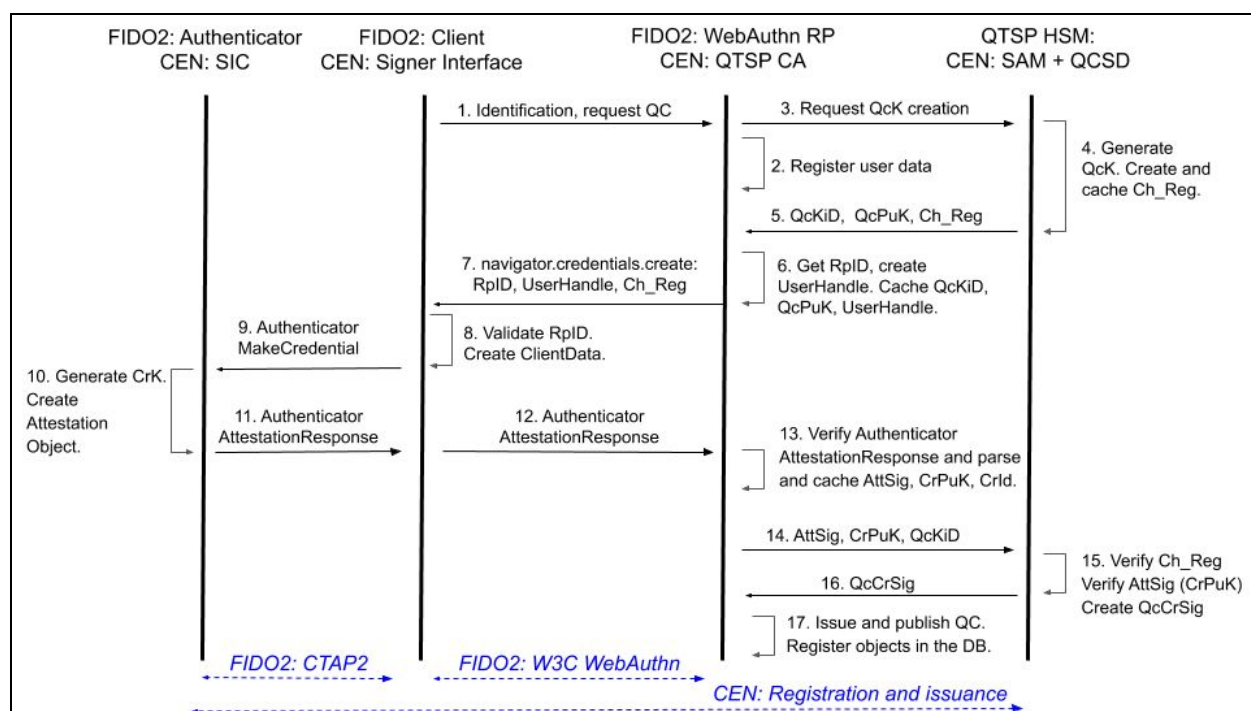 FIDO2: Authenticator
CEN: SIC
FIDO2: Client
CEN: Signer Interface
FIDO2: WebAuthn RP
CEN: QTSP CA
QTSP HSM:
CEN: SAM + QCSD
1. Identification, request QC
3. Request QcK creation
2. Register user data
4. Generate
QcK. Create and
cache Ch_Reg.
5. QcKiD, QcPuK, Ch_Reg
7. navigator.credentials.create:
RpID, UserHandle, Ch_Reg
6. Get RpID, create
UserHandle. Cache QcKiD,
QcPuK, UserHandle.
9. Authenticator
MakeCredential
8. Validate RpID.
Create ClientData.
10. Generate CrK.
Create
Attestation
Object.
11. Authenticator
AttestationResponse
12. Authenticator
AttestationResponse
13. Verify Authenticator
AttestationResponse and parse
and cache AttSig, CrPuK, CrId.
14. AttSig, CrPuK, QcKiD
15. Verify Ch_Reg
Verify AttSig (CrPuK)
Create QcCrSig
16. QcCrSig
17. Issue and publish QC.
Register objects in the DB.
FIDO2: CTAP2
FIDO2: W3C WebAuthn
CEN: Registration and issuance